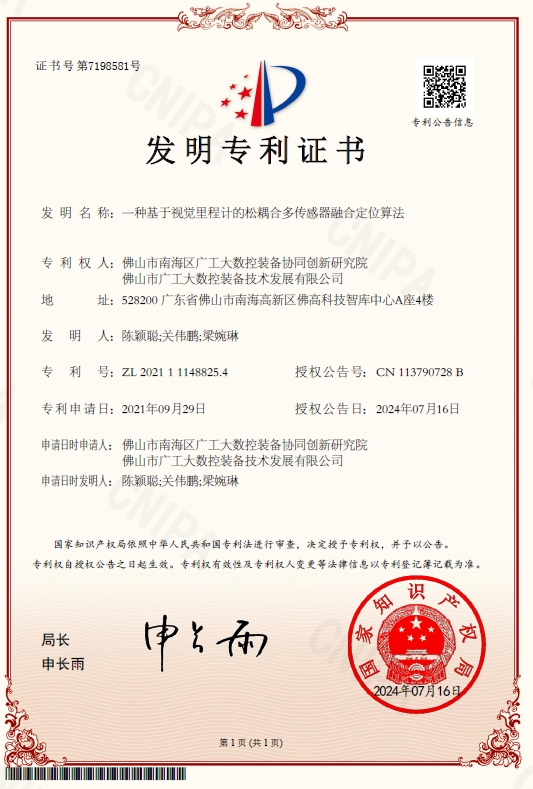 证书号第7198581号
专利公告信息
发明专利证书
发明名称：一种基于视觉里程计的松耦合多传感器融合定位算法
专利权人：佛山市南海区广工大数控装备协同创新研究院
佛山市广工大数控装备技术发展有限公司
地址：528200 广东省佛山市南海高新区佛高科技智库中心A座4楼
发明人：陈颖聪;关伟鹏;梁婉琳
专利号：ZL 2021 1 1148825.4 授权公告号：CN 113790728 B
专利申请日：2021年09月29日 授权公告日：2024年07月16日
申请日时申请人：佛山市南海区广工大数控装备协同创新研究院
佛山市广工大数控装备技术发展有限公司
申请日时发明人：陈颖聪;关伟鹏;梁婉琳
国家知识产权局依照中华人民共和国专利法进行审查，决定授予专利权，并予以公告。
专利权自授权公告之日起生效。专利权有效性及专利权人变更等法律信息以专利登记簿记载为准。
局长
申长雨
申长雨
国家知识产权局
2024年07月16日
第1页(共1页)
CNIPA
CNIPA
CNIPA
CNIPA